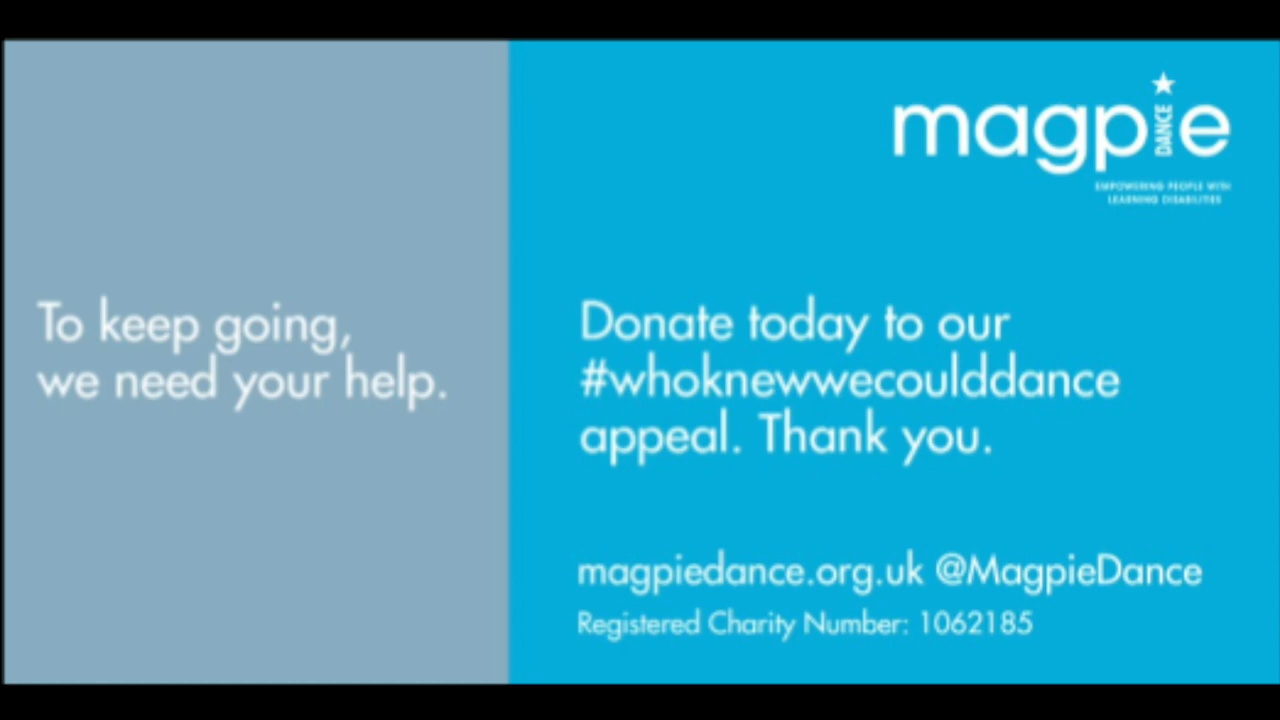 magpie
DANCE
EMPOWERING PEOPLE WITH
LEARNING DISABILITIES
To keep going,
we need your help.
Donate today to our
#whoknewwecoulddance
appeal. Thank you.
magpiedance.org.uk @MagpieDance
Registered Charity Number: 1062185